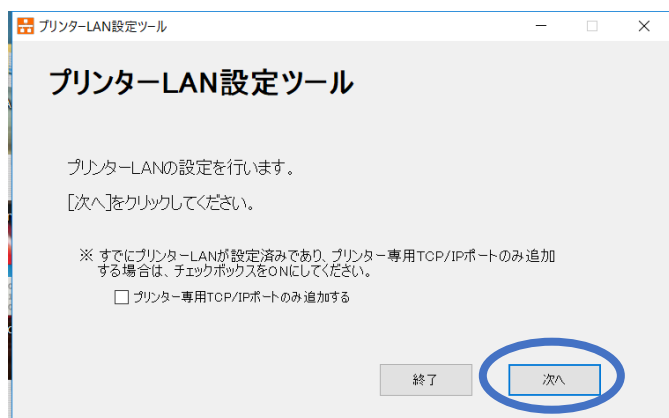 プリンターLAN設定ツール
プリンターLAN設定ツール
プリンターLANの設定を行います。
[次へ]をクリックしてください。
※ すでにプリンターLANが設定済みであり、プリンター専用TCP/IPポートのみ追加
する場合は、チェックボックスをONにしてください。
プリンター専用TCP/IPポートのみ追加する
終了
次へ